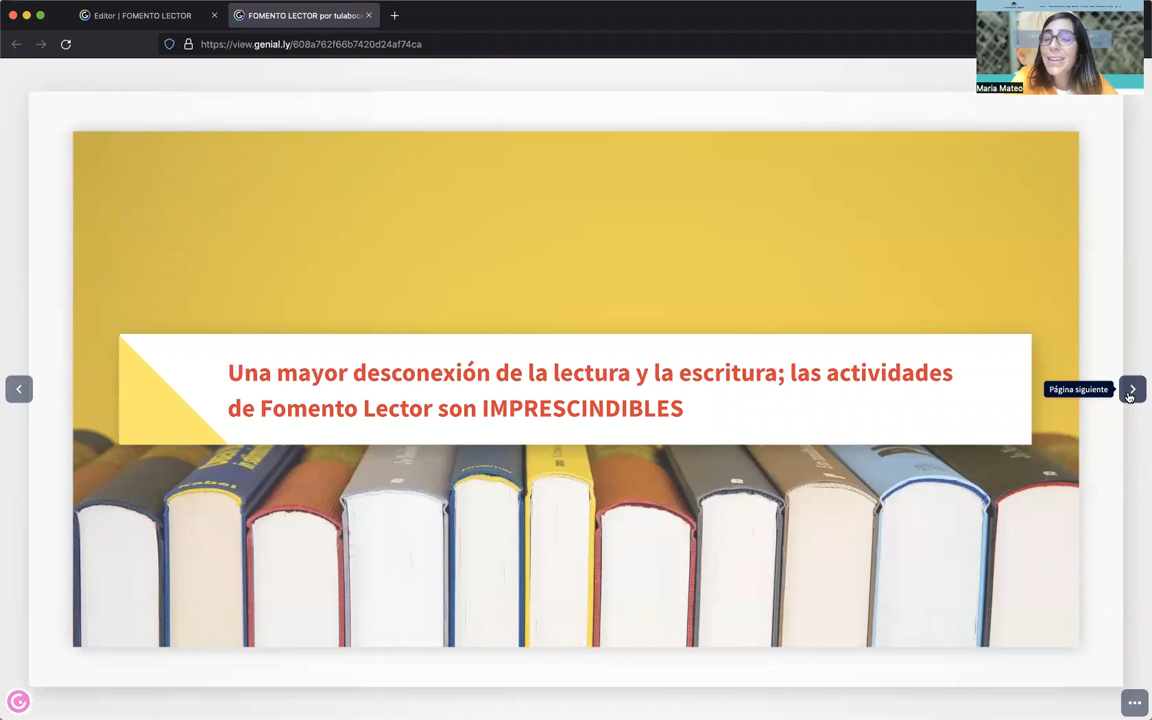 Editor | FOMENTO LECTOR
FOMENTO LECTOR por tulaboo
https://view.genial.ly/608a762f66b7420d24af74ca
Maria Mateo
Una mayor desconexión de la lectura y la escritura; las actividades
de Fomento Lector son IMPRESCINDIBLES
Página siguiente